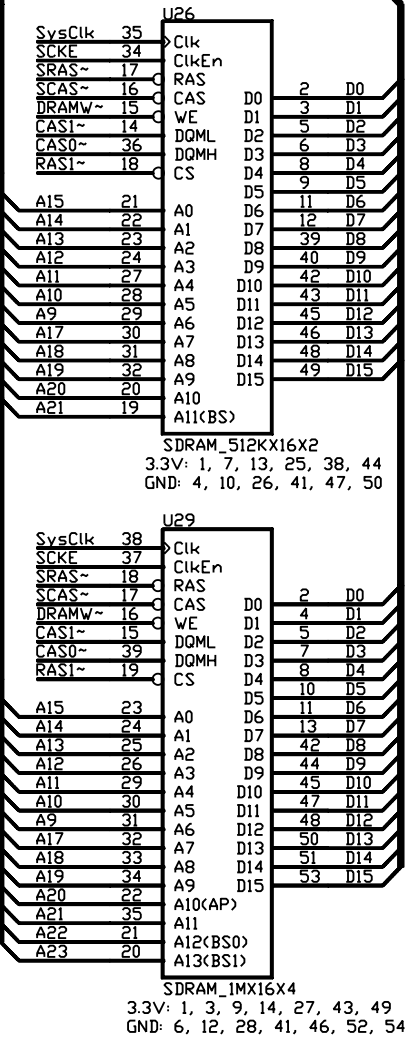 U26
SysClk 35 Clk
SCKE 34 ClkEn
SRAS~ 17 RAS
SCAS~ 16 CAS D0 2 D0
DRAMW~ 15 WE D1 3 D1
CAS1~ 14 DQML D2 5 D2
CAS0~ 36 DQMH D3 6 D3
RAS1~ 18 CS D4 8 D4
D5 9 D5
A15 21 A0 D6 11 D6
A14 22 A1 D7 12 D7
A13 23 A2 D8 39 D8
A12 24 A3 D9 40 D9
A11 27 A4 D10 42 D10
A10 28 A5 D11 43 D11
A9 29 A6 D12 45 D12
A17 30 A7 D13 46 D13
A18 31 A8 D14 48 D14
A19 32 A9 D15 49 D15
A20 20 A10
A21 19 A11(BS)
SDRAM_512KX16X2
3.3V: 1, 7, 13, 25, 38, 44
GND: 4, 10, 26, 41, 47, 50
U29
SysClk 38 Clk
SCKE 37 ClkEn
SRAS~ 18 RAS
SCAS~ 17 CAS D0 2 D0
DRAMW~ 16 WE D1 4 D1
CAS1~ 15 DQML D2 5 D2
CAS0~ 39 DQMH D3 7 D3
RAS1~ 19 CS D4 8 D4
D5 10 D5
A15 23 A0 D6 11 D6
A14 24 A1 D7 13 D7
A13 25 A2 D8 42 D8
A12 26 A3 D9 44 D9
A11 29 A4 D10 45 D10
A10 30 A5 D11 47 D11
A9 31 A6 D12 48 D12
A17 32 A7 D13 50 D13
A18 33 A8 D14 51 D14
A19 34 A9 D15 53 D15
A20 22 A10(AP)
A21 35 A11
A22 21 A12(BS0)
A23 20 A13(BS1)
SDRAM_1MX16X4
3.3V: 1, 3, 9, 14, 27, 43, 49
GND: 6, 12, 28, 41, 46, 52, 54